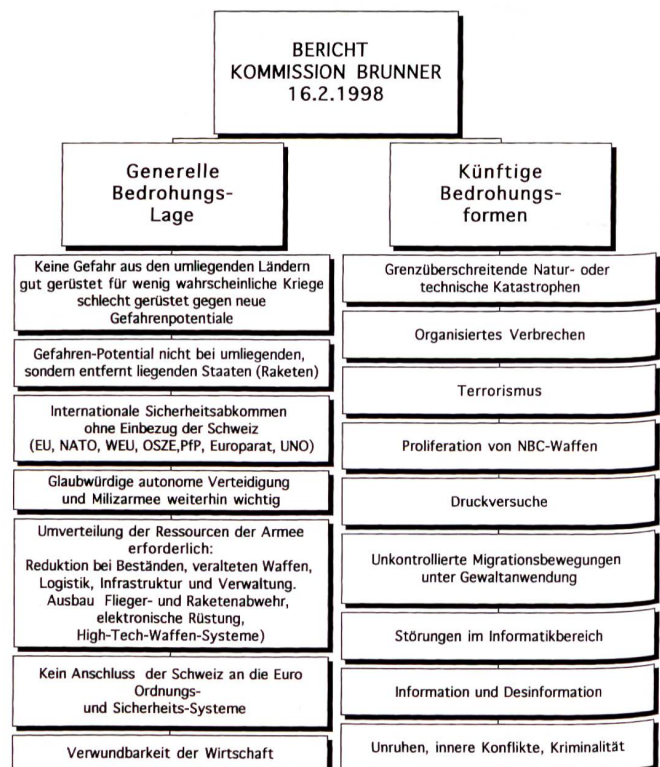 BERICHT
KOMMISSION BRUNNER
16.2.1998
Generelle
Bedrohungs-
Lage
Keine Gefahr aus den umliegenden Ländern
gut gerüstet für wenig wahrscheinliche Kriege
schlecht gerüstet gegen neue
Gefahrenpotentiale
Gefahren-Potential nicht bei umliegenden,
sondern entfernt liegenden Staaten (Raketen)
Internationale Sicherheitsabkommen
ohne Einbezug der Schweiz
(EU, NATO, WEU, OSZE,PfP, Europarat, UNO)
Glaubwürdige autonome Verteidigung
und Milizarmee weiterhin wichtig
Umverteilung der Ressourcen der Armee
erforderlich:
Reduktion bei Beständen, veralteten Waffen,
Logistik, Infrastruktur und Verwaltung.
Ausbau Flieger- und Raketenabwehr,
elektronische Rüstung,
High-Tech-Waffen-Systeme)
Kein Anschluss der Schweiz an die Euro
Ordnungs-
und Sicherheits-Systeme
Verwundbarkeit der Wirtschaft
Künftige
Bedrohungs-
formen
Grenzüberschreitende Natur- oder
technische Katastrophen
Organisiertes Verbrechen
Terrorismus
Proliferation von NBC-Waffen
Druckversuche
Unkontrollierte Migrationsbewegungen
unter Gewaltanwendung
Störungen im Informatikbereich
Information und Desinformation
Unruhen, innere Konflikte, Kriminalität